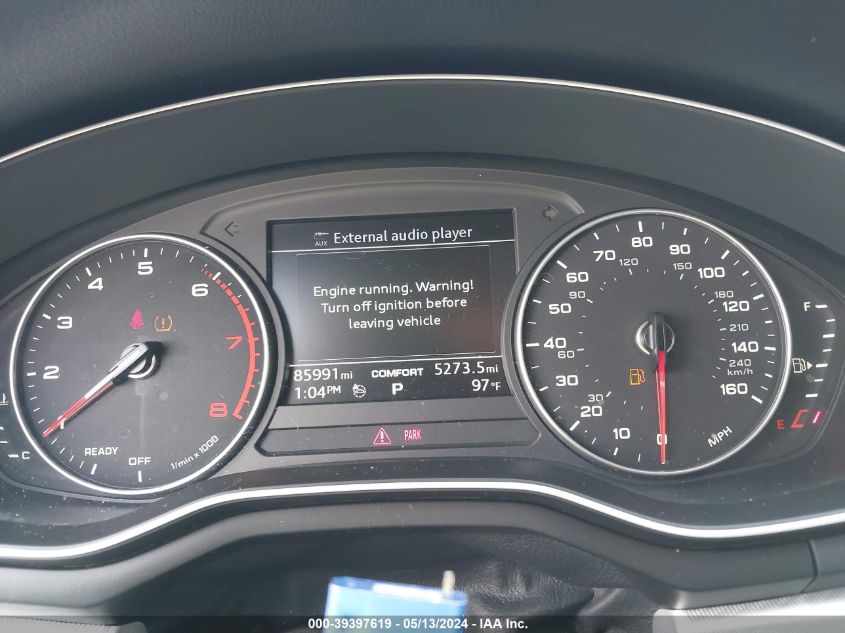 AUX External audio player
Engine running. Warning!
Turn off ignition before
leaving vehicle
85991mi COMFORT 5273.5mi
1:04PM P 97°F
PARK
2 3 4 5 6 7 8
READY
OFF
1/min x 1000
C
0 10 20 30 40 50 60 70 80 90 100 120 140 160
30 60 90 120 150 180 210 240
km/h
MPH
F
E
000-39397619 - 05/13/2024 - IAA Inc.